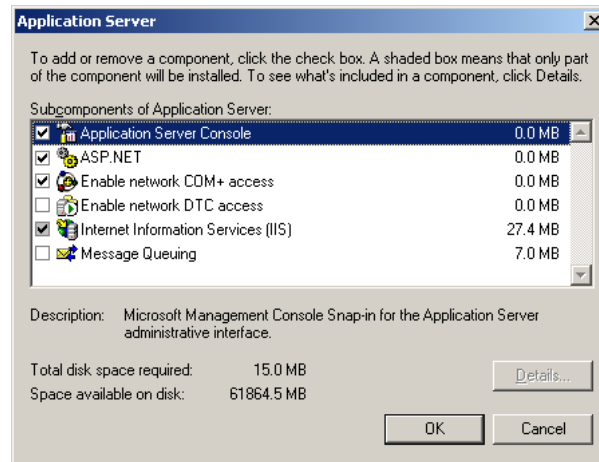 Application Server
To add or remove a component, click the check box. A shaded box means that only part
of the component will be installed. To see what's included in a component, click Details.
Subcomponents of Application Server:
Application Server Console 0.0 MB
ASP.NET 0.0 MB
Enable network COM+ access 0.0 MB
Enable network DTC access 0.0 MB
Internet Information Services (IIS) 27.4 MB
Message Queuing 7.0 MB
Description: Microsoft Management Console Snap-in for the Application Server
administrative interface.
Total disk space required: 15.0 MB
Space available on disk: 61864.5 MB
Details...
OK Cancel